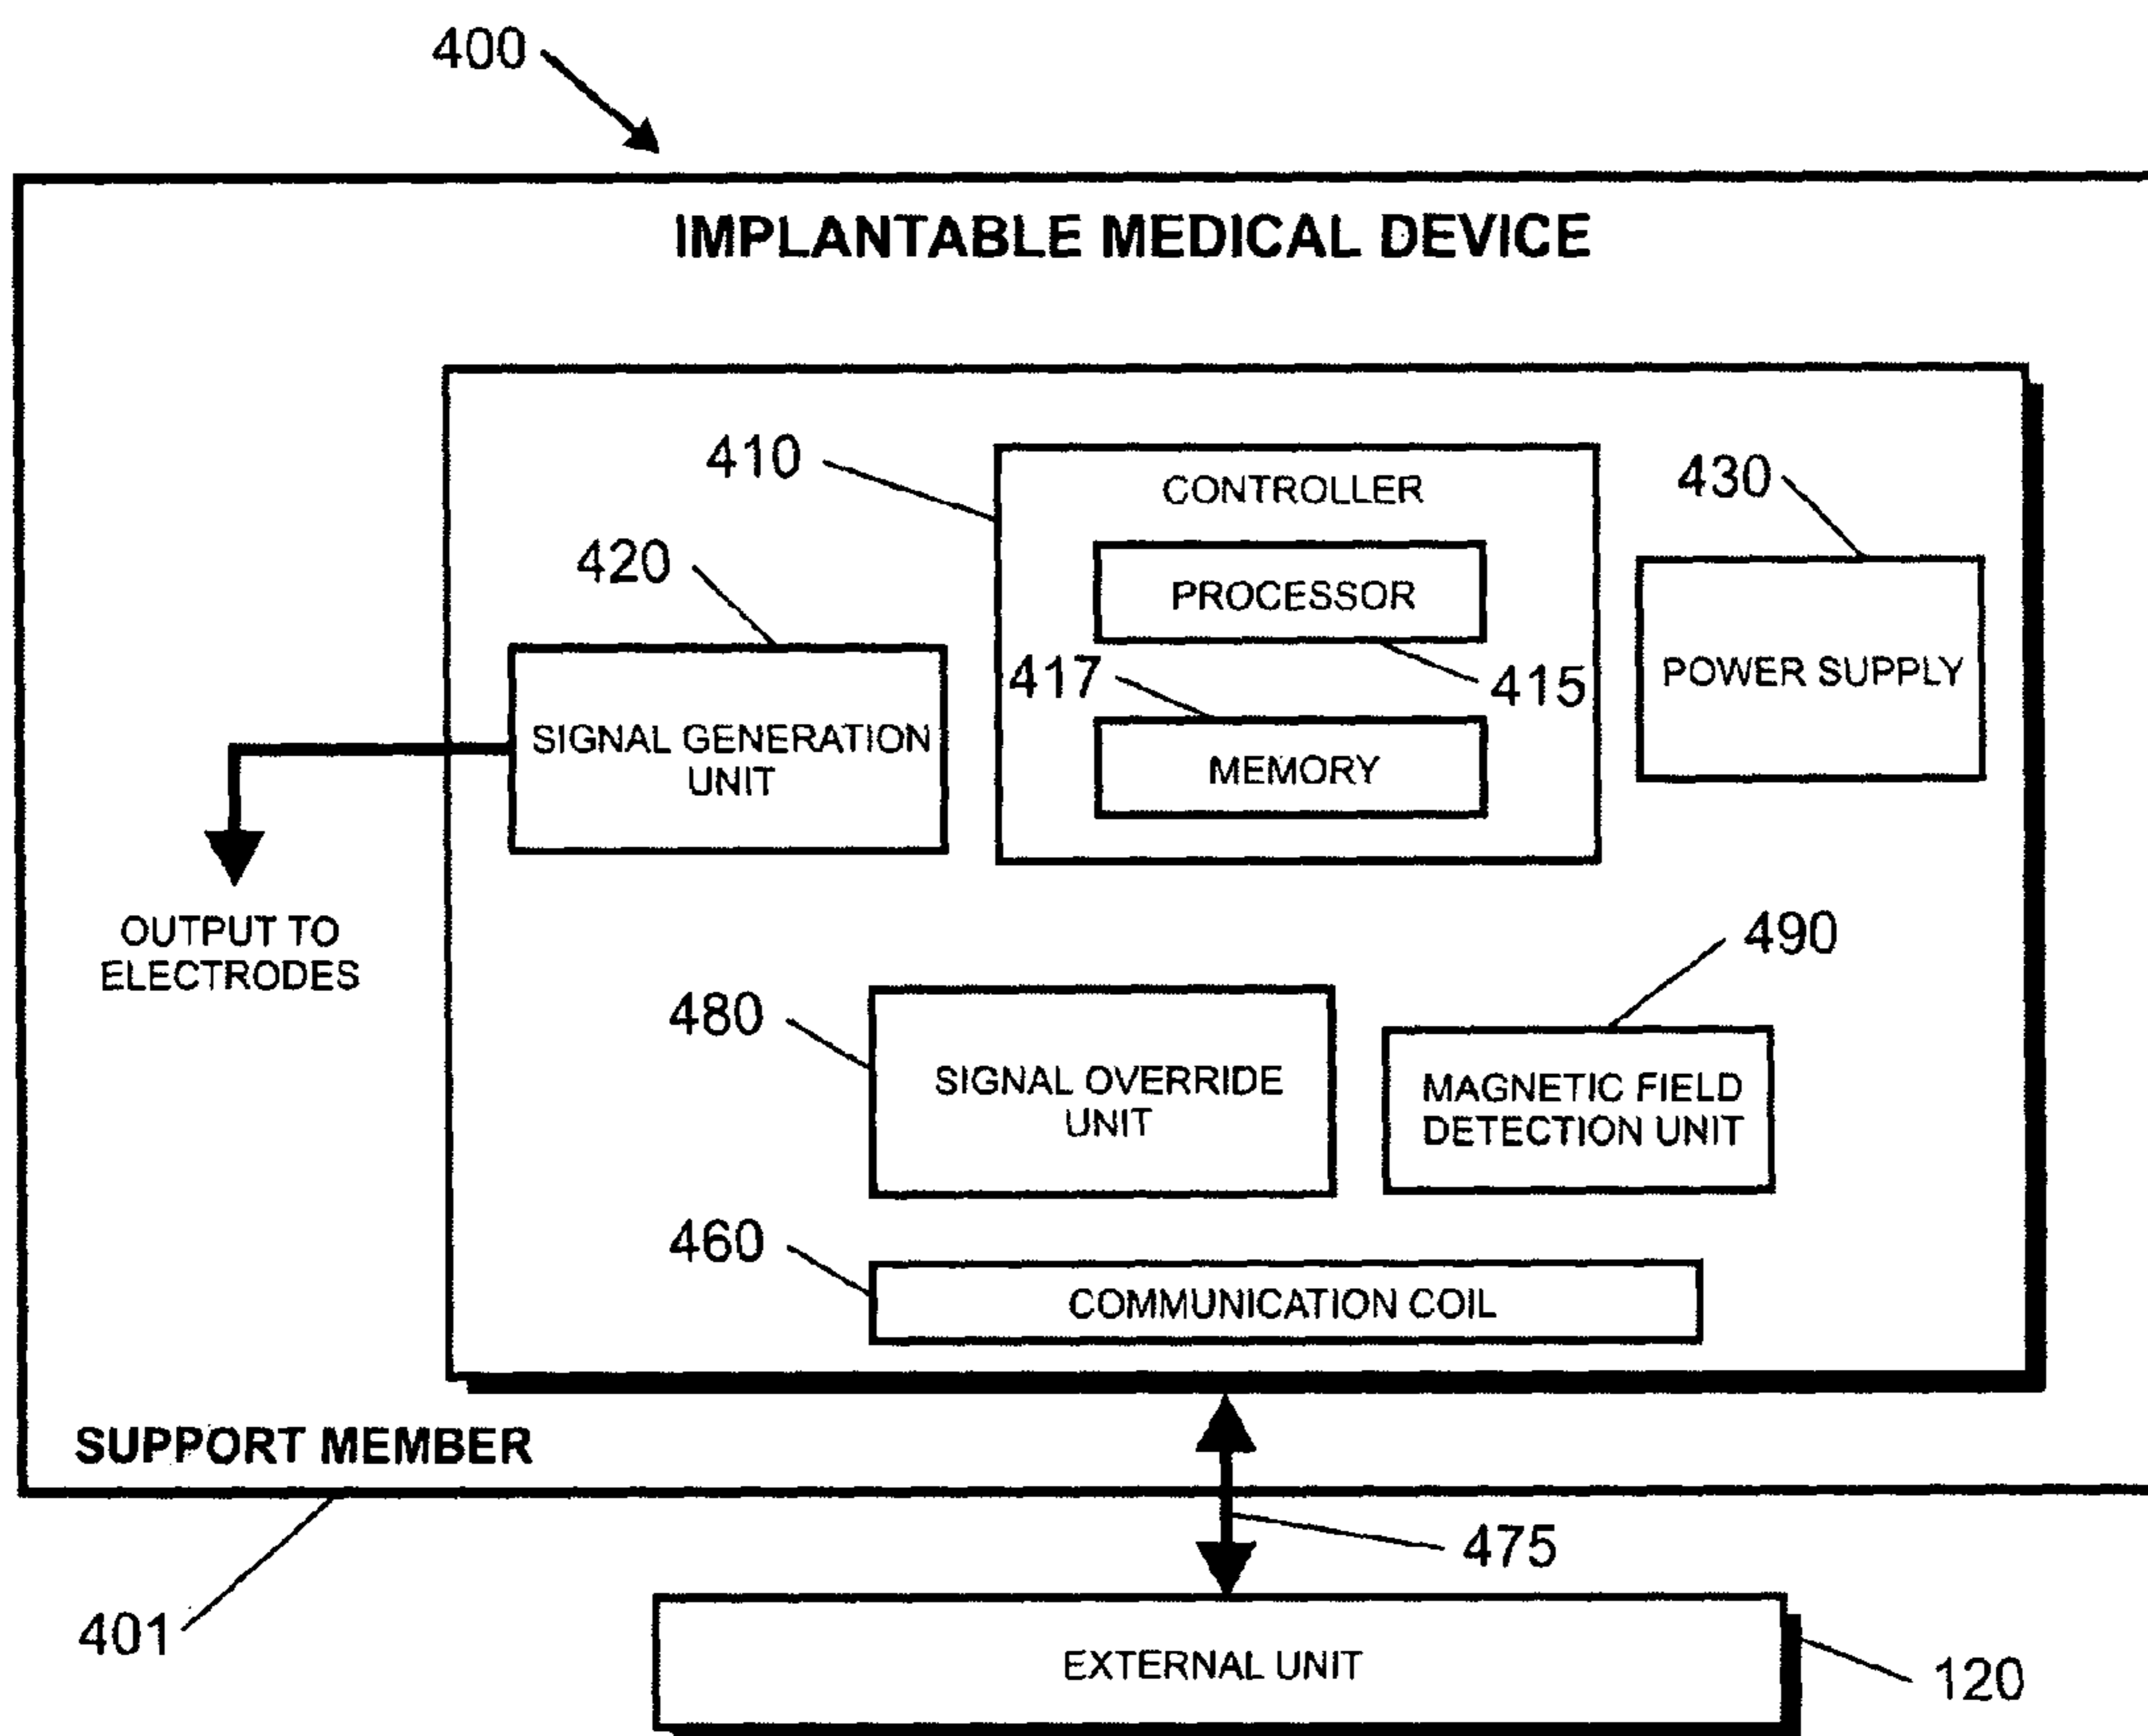 400
IMPLANTABLE MEDICAL DEVICE
410
CONTROLLER
430
420
PROCESSOR
417
415
POWER SUPPLY
SIGNAL GENERATION
UNIT
MEMORY
OUTPUT TO
ELECTRODES
490
480
SIGNAL OVERRIDE
UNIT
MAGNETIC FIELD
DETECTION UNIT
460
COMMUNICATION COIL
SUPPORT MEMBER
475
401
EXTERNAL UNIT
120